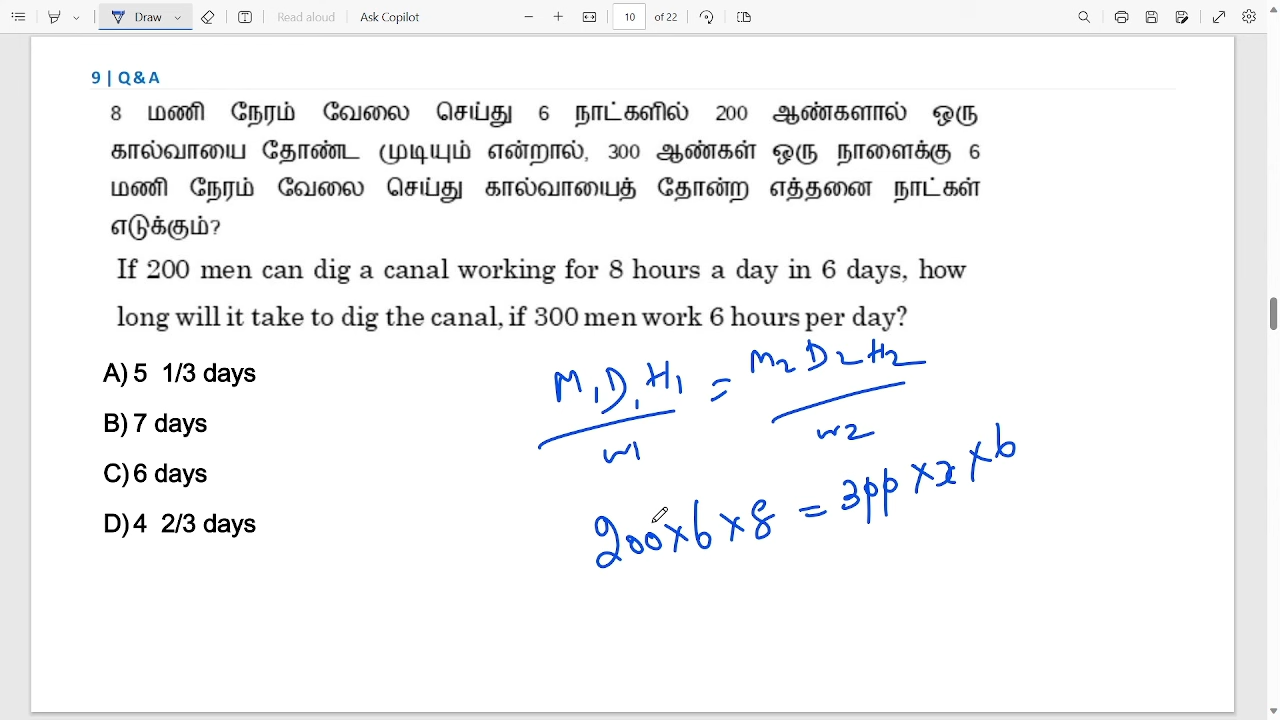 Draw
Read aloud
Ask Copilot
10 of 22
9 | Q & A
8 மணி நேரம் வேலை செய்து 6 நாட்களில் 200 ஆண்களால் ஒரு
கால்வாயை தோண்ட முடியும் என்றால், 300 ஆண்கள் ஒரு நாளைக்கு 6
மணி நேரம் வேலை செய்து கால்வாயைத் தோன்ற எத்தனை நாட்கள்
எடுக்கும்?
If 200 men can dig a canal working for 8 hours a day in 6 days, how
long will it take to dig the canal, if 300 men work 6 hours per day?
A) 5 1/3 days
B) 7 days
C) 6 days
D) 4 2/3 days
M1D1H1 = M2D2H2
w1 w2
200×6×8 = 300×x×6